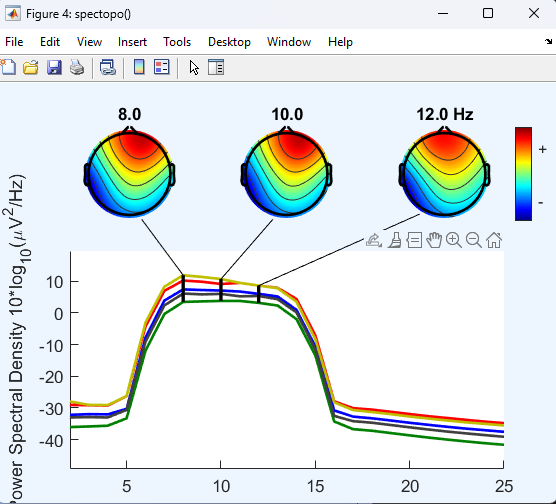 Figure 4: spectopo()
File Edit View Insert Tools Desktop Window Help
8.0 10.0 12.0 Hz
+
-
Power Spectral Density 10*log10(μV2/Hz)
10
0
-10
-20
-30
-40
5 10 15 20 25